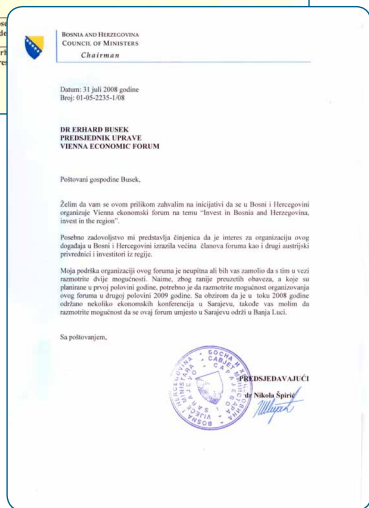 BOSNIA AND HERZEGOVINA
COUNCIL OF MINISTERS
Chairman
Datum: 31 juli 2008 godine
Broj: 01-05-2235-1/08
DR ERHARD BUSEK
PREDSJEDNIK UPRAVE
VIENNA ECONOMIC FORUM
Poštovani gospodine Busek,
Želim da vam se ovom prilikom zahvalim na inicijativi da se u Bosni i Hercegovini
organizuje Vienna ekonomski forum na temu "Invest in Bosnia and Herzegovina,
invest in the region".
Posebno zadovoljstvo mi predstavlja činjenica da je interes za organizaciju ovog
događaja u Bosni i Hercegovini izrazila većina članova foruma kao i drugi austrijski
privrednici i investitori iz regije.
Moja podrška organizaciji ovog foruma je neupitna ali bih vas zamolio da s tim u vezi
razmotrite dvije mogućnosti. Naime, zbog ranije preuzetih obaveza, a koje su
planirane u prvoj polovini godine, potrebno je da razmotrite mogućnost organizovanja
ovog foruma u drugoj polovini 2009 godine. Sa obzirom da je u toku 2008 godine
održano nekoliko ekonomskih konferencija u Sarajevu, takođe vas molim da
razmotrite mogućnost da se ovaj forum umjesto u Sarajevu održi u Banja Luci.
Sa poštovanjem,
PREDSJEDAVAJUĆI
dr Nikola Špirić